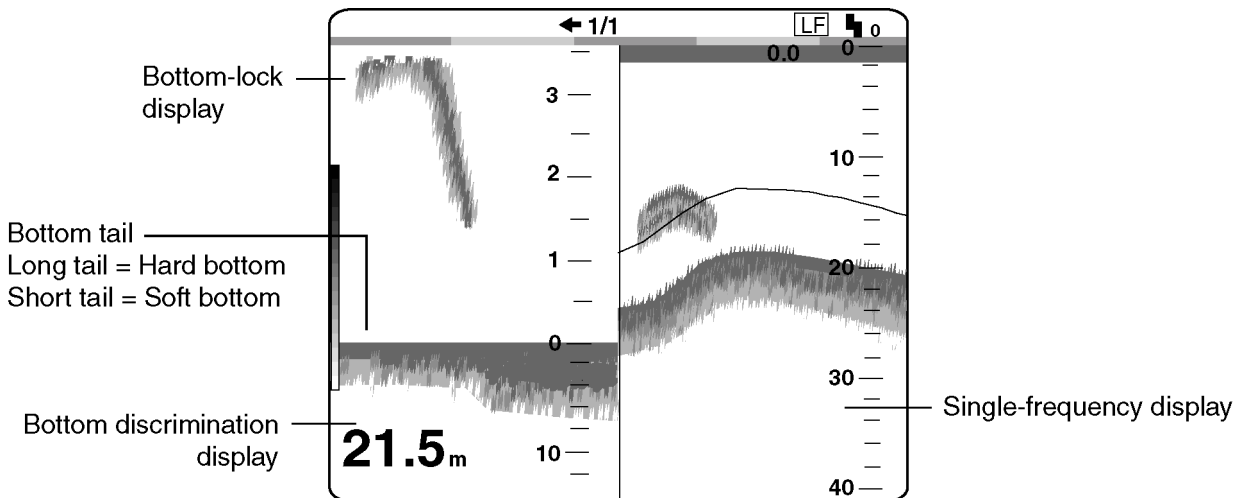 ← 1/1
LF
0
0.0
0
Bottom-lock
display
3
2
1
0
10
10
20
30
40
Bottom tail
Long tail = Hard bottom
Short tail = Soft bottom
Bottom discrimination
display
21.5 m
Single-frequency display